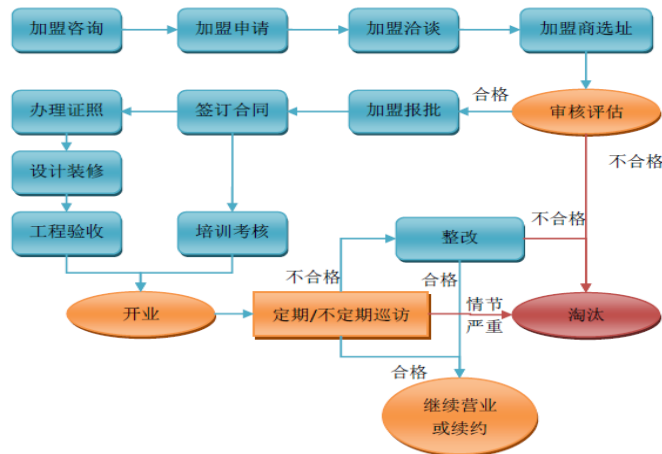 加盟咨询
加盟申请
加盟洽谈
加盟商选址
办理证照
签订合同
加盟报批
合格
审核评估
设计装修
不合格
工程验收
培训考核
整改
不合格
不合格
合格
开业
定期/不定期巡访
情节
严重
淘汰
合格
继续营业
或续约